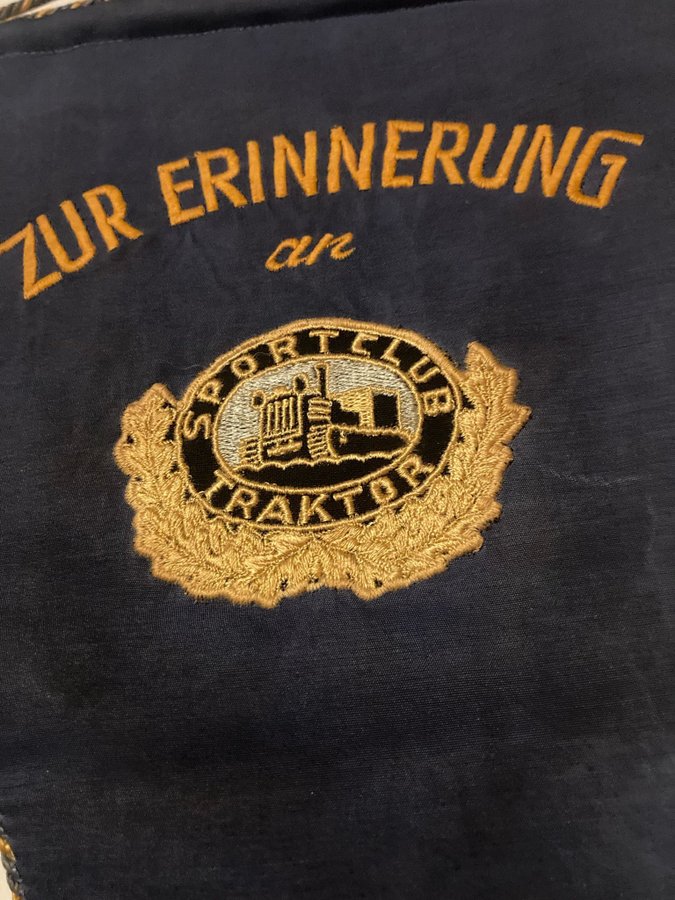 ZUR ERINNERUNG
an
SPORTCLUB
TRAKTOR